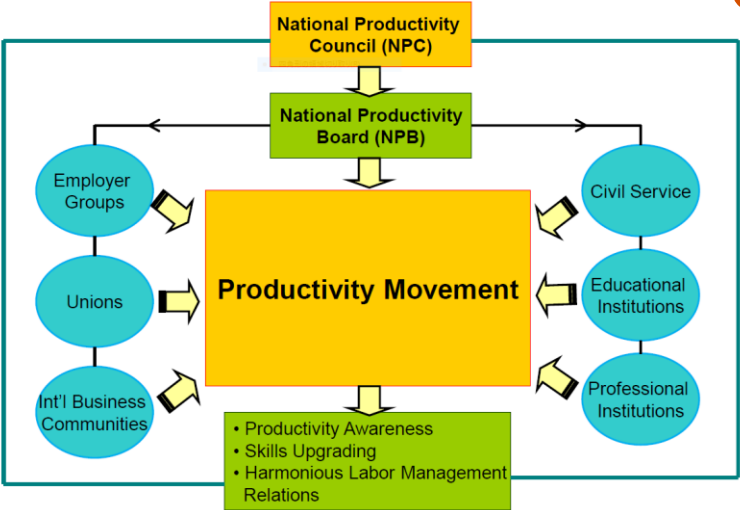 National Productivity
Council (NPC)
National Productivity
Board (NPB)
Employer
Groups
Civil Service
Unions
Productivity Movement
Educational
Institutions
Int'l Business
Communities
Professional
Institutions
• Productivity Awareness
• Skills Upgrading
• Harmonious Labor Management
Relations